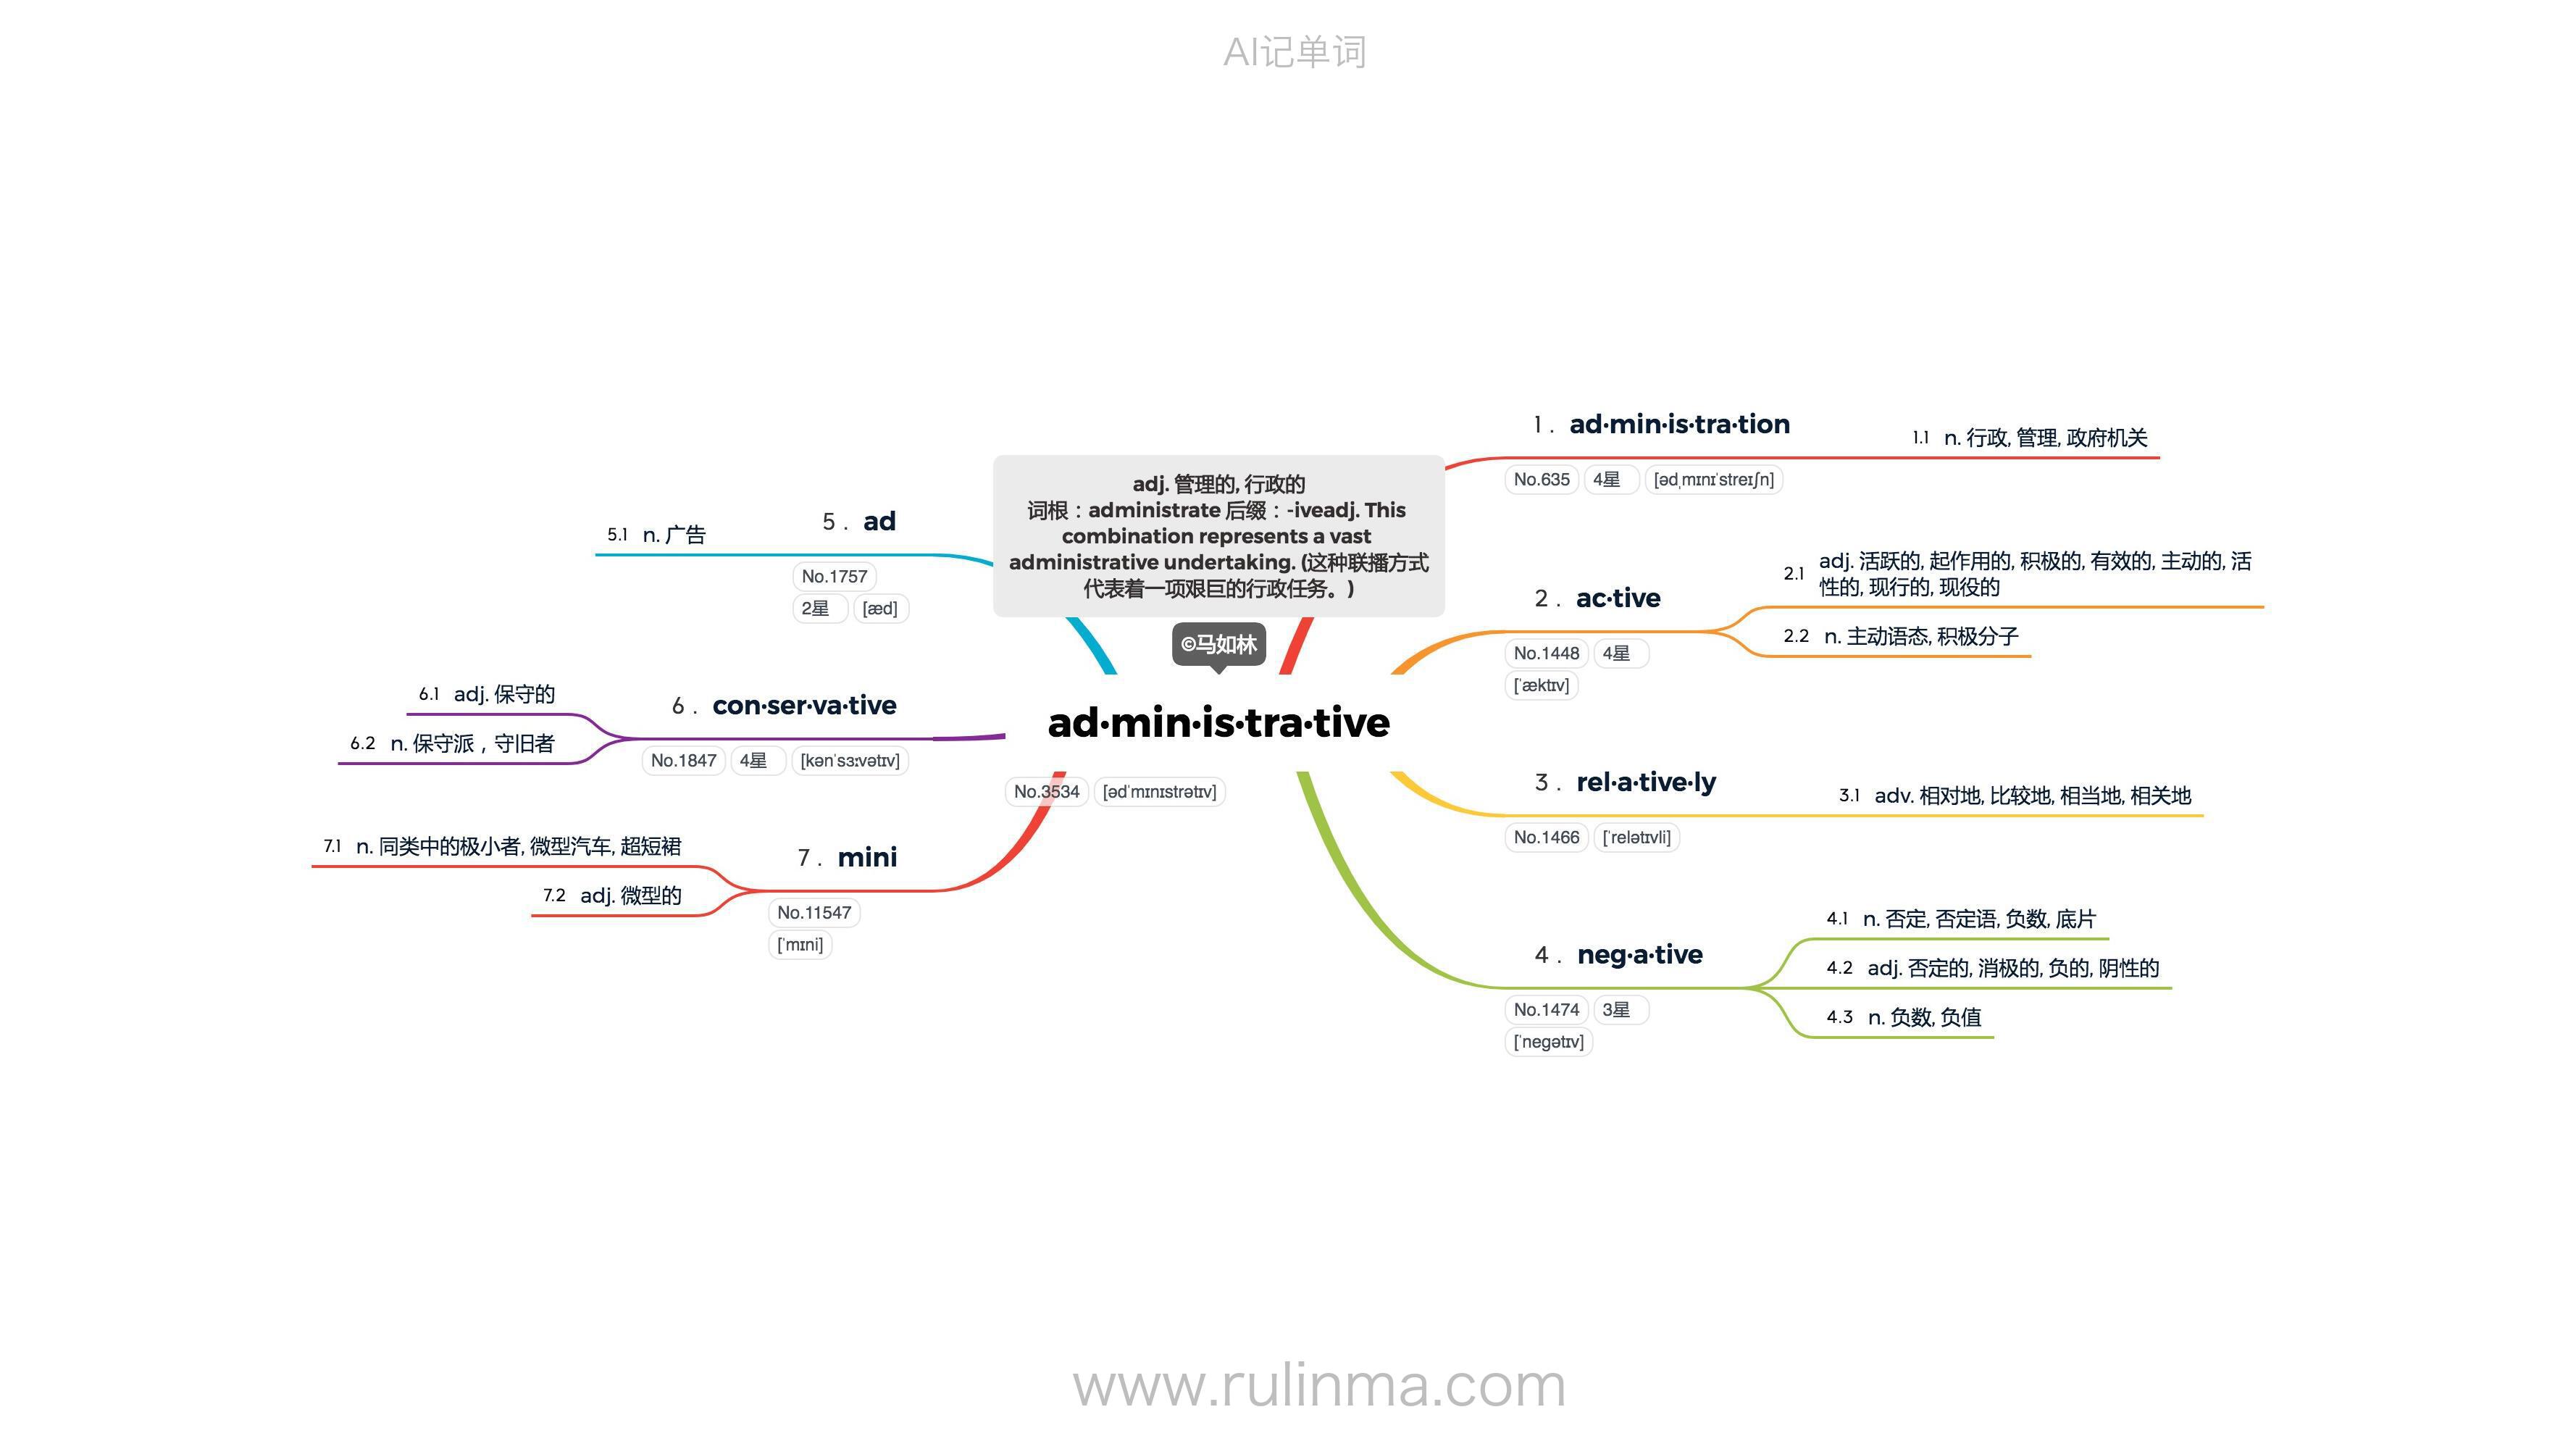 AI记单词
adj. 管理的, 行政的
词根：administrate 后缀：-iveadj. This
combination represents a vast
administrative undertaking. (这种联播方式
代表着一项艰巨的行政任务。)
©马如林
ad·min·is·tra·tive
No.3534 [ədˈmɪnɪstrətɪv]
1 . ad·min·is·tra·tion
No.635 4星 [ədˌmɪnɪˈstreɪʃn]
1.1 n. 行政, 管理, 政府机关
2 . ac·tive
No.1448 4星
[ˈæktɪv]
2.1 adj. 活跃的, 起作用的, 积极的, 有效的, 主动的, 活
性的, 现行的, 现役的
2.2 n. 主动语态, 积极分子
3 . rel·a·tive·ly
No.1466 [ˈrelətɪvli]
3.1 adv. 相对地, 比较地, 相当地, 相关地
4 . neg·a·tive
No.1474 3星
[ˈnegətɪv]
4.1 n. 否定, 否定语, 负数, 底片
4.2 adj. 否定的, 消极的, 负的, 阴性的
4.3 n. 负数, 负值
5 . ad
No.1757
2星 [æd]
5.1 n. 广告
6 . con·ser·va·tive
No.1847 4星 [kənˈsɜːvətɪv]
6.1 adj. 保守的
6.2 n. 保守派，守旧者
7 . mini
No.11547
[ˈmɪni]
7.1 n. 同类中的极小者, 微型汽车, 超短裙
7.2 adj. 微型的
www.rulinma.com